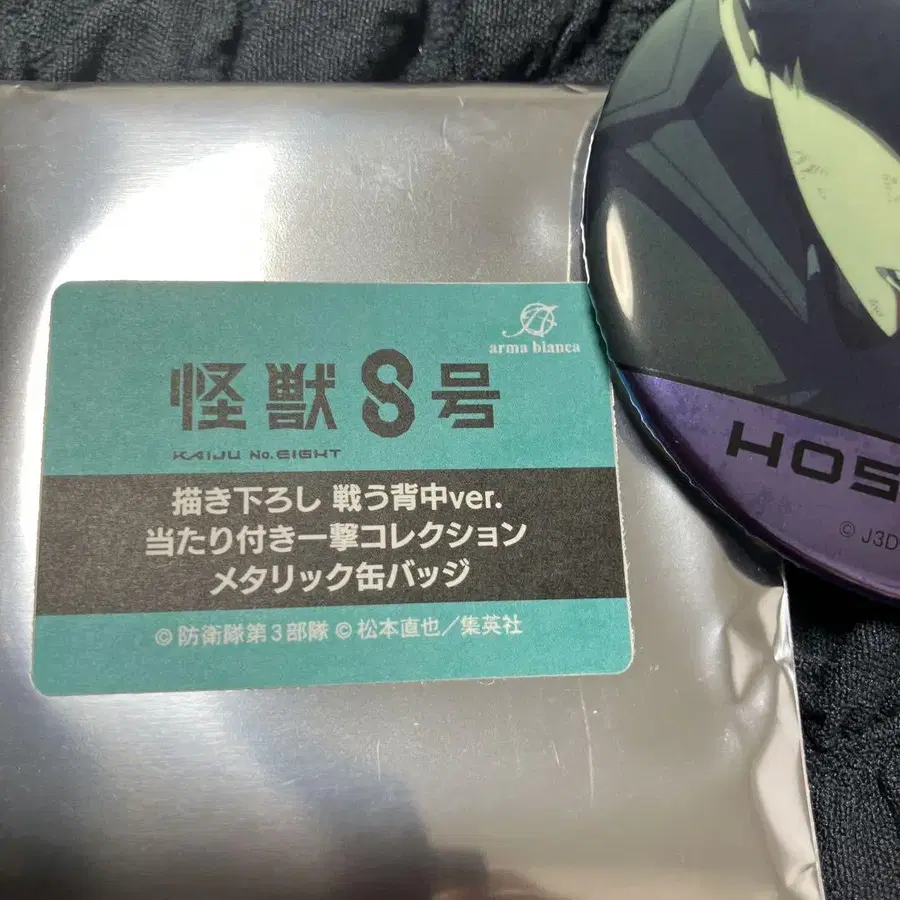 arma bianca
怪獣8号
KAIJU No.EIGHT
描き下ろし 戦う背中ver.
当たり付き一撃コレクション
メタリック缶バッジ
©防衛隊第3部隊 ©松本直也/集英社
HOS
© J3D